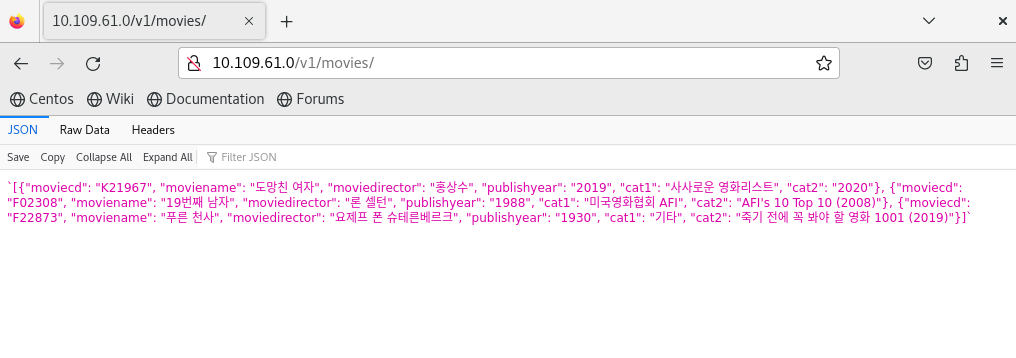 10.109.61.0/v1/movies/
10.109.61.0/v1/movies/
Centos Wiki Documentation Forums
JSON Raw Data Headers
Save Copy Collapse All Expand All Filter JSON
`[{"moviecd": "K21967", "moviename": "도망친 여자", "moviedirector": "홍상수", "publishyear": "2019", "cat1": "사사로운 영화리스트", "cat2": "2020"}, {"moviecd":
"F02308", "moviename": "19번째 남자", "moviedirector": "론 셸턴", "publishyear": "1988", "cat1": "미국영화협회 AFI", "cat2": "AFI's 10 Top 10 (2008)"}, {"moviecd":
"F22873", "moviename": "푸른 천사", "moviedirector": "요제프 폰 슈테른베르크", "publishyear": "1930", "cat1": "기타", "cat2": "죽기 전에 꼭 봐야 할 영화 1001 (2019)"}]`